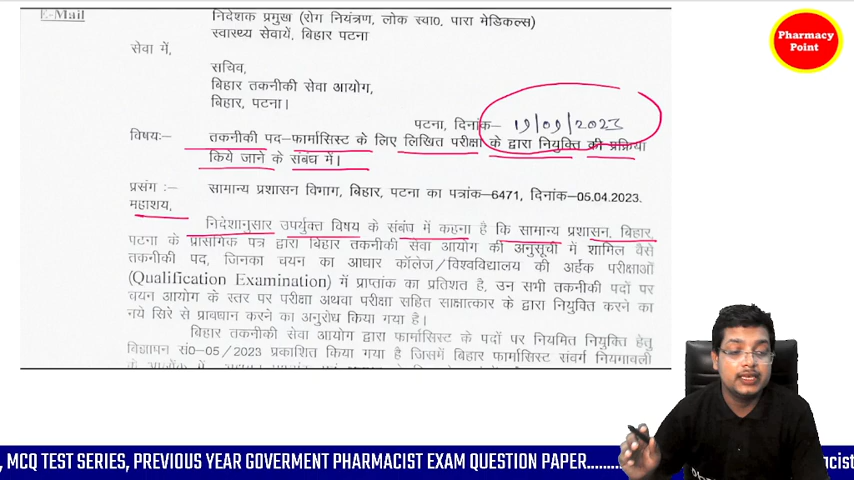 E-Mail
निदेशक प्रमुख (रोग नियंत्रण, लोक स्वा0, पारा मेडिकल्स)
स्वास्थ्य सेवायें, बिहार पटना
Pharmacy
Point
सेवा में,
सचिव,
बिहार तकनीकी सेवा आयोग,
बिहार, पटना।
पटना, दिनांक- 19/09/2023
विषयः- तकनीकी पद-फार्मासिस्ट के लिए लिखित परीक्षा के द्वारा नियुक्ति की प्रक्रिया
किये जाने के संबंध में।
प्रसंग :- सामान्य प्रशासन विभाग, बिहार, पटना का पत्रांक-6471, दिनांक-05.04.2023.
महाशय,
निदेशानुसार उपर्युक्त विषय के संबंध में कहना है कि सामान्य प्रशासन, बिहार,
पटना के प्रासंगिक पत्र द्वारा बिहार तकनीकी सेवा आयोग की अनुसूची में शामिल वैसे
तकनीकी पद, जिनका चयन का आधार कॉलेज/विश्वविद्यालय की अर्हक परीक्षाओं
(Qualification Examination) में प्राप्तांक का प्रतिशत है, उन सभी तकनीकी पदों पर
चयन आयोग के स्तर पर परीक्षा अथवा परीक्षा सहित साक्षात्कार के द्वारा नियुक्ति करने का
नये सिरे से प्रावधान करने का अनुरोध किया गया है।
बिहार तकनीकी सेवा आयोग द्वारा फार्मासिस्ट के पदों पर नियमित नियुक्ति हेतु
बिज्ञापन सं0-05/2023 प्रकाशित किया गया है जिसमें बिहार फार्मासिस्ट संवर्ग नियमावली
, MCQ TEST SERIES, PREVIOUS YEAR GOVERMENT PHARMACIST EXAM QUESTION PAPER........